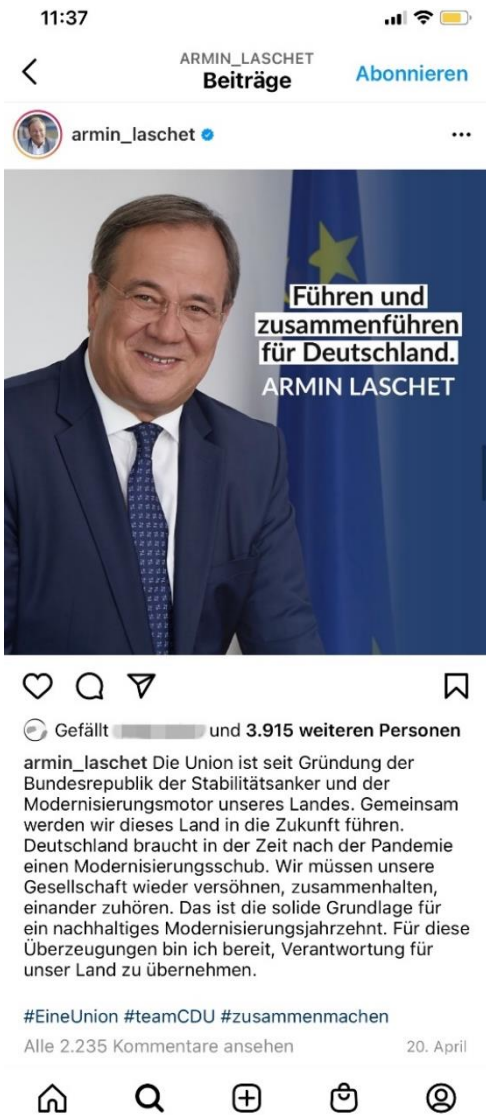 11:37
ARMIN_LASCHET
Beiträge
Abonnieren
armin_laschet
Führen und
zusammenführen
für Deutschland.
ARMIN LASCHET
Gefällt und 3.915 weiteren Personen
armin_laschet Die Union ist seit Gründung der
Bundesrepublik der Stabilitätsanker und der
Modernisierungsmotor unseres Landes. Gemeinsam
werden wir dieses Land in die Zukunft führen.
Deutschland braucht in der Zeit nach der Pandemie
einen Modernisierungsschub. Wir müssen unsere
Gesellschaft wieder versöhnen, zusammenhalten,
einander zuhören. Das ist die solide Grundlage für
ein nachhaltiges Modernisierungsjahrzehnt. Für diese
Überzeugungen bin ich bereit, Verantwortung für
unser Land zu übernehmen.
#EineUnion #teamCDU #zusammenmachen
Alle 2.235 Kommentare ansehen
20. April